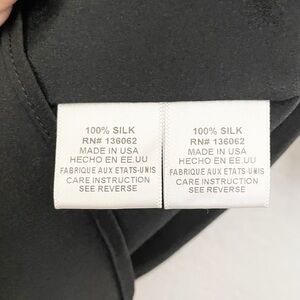 100% SILK
RN# 136062
MADE IN USA
HECHO EN EE.UU
FABRIQUE AUX ETATS-UNIS
CARE INSTRUCTION
SEE REVERSE
100% SILK
RN# 136062
MADE IN USA
HECHO EN EE.UU
FABRIQUE AUX ETATS-UNIS
CARE INSTRUCTION
SEE REVERSE